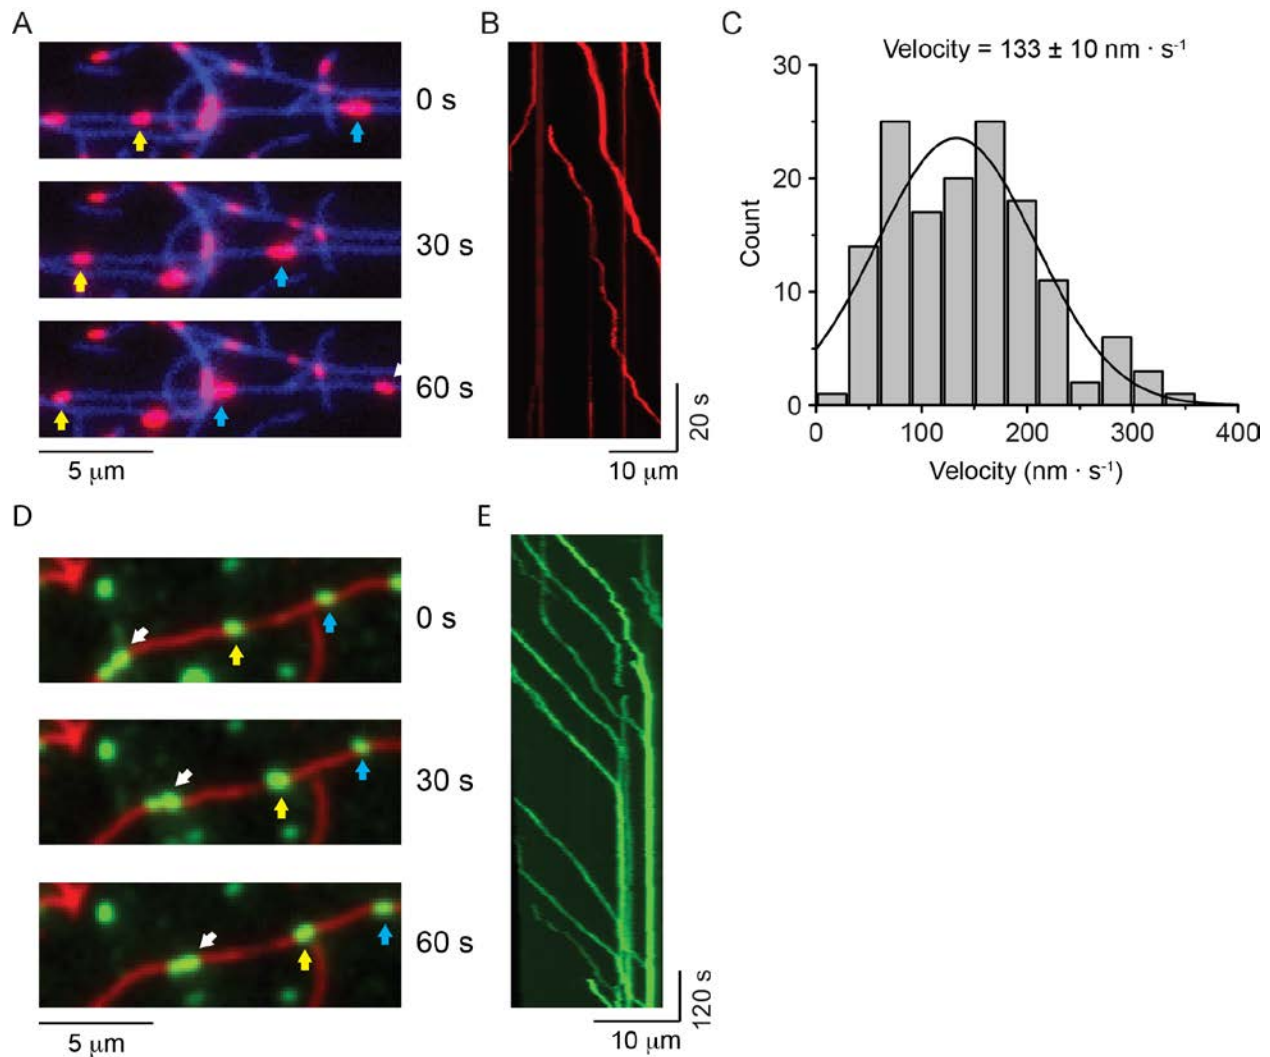 A
0 s
30 s
60 s
5 μm
B
20 s
10 μm
C
Velocity = 133 ± 10 nm · s⁻¹
30
20
10
0
Count
0 100 200 300 400
Velocity (nm · s⁻¹)
D
0 s
30 s
60 s
5 μm
E
120 s
10 μm